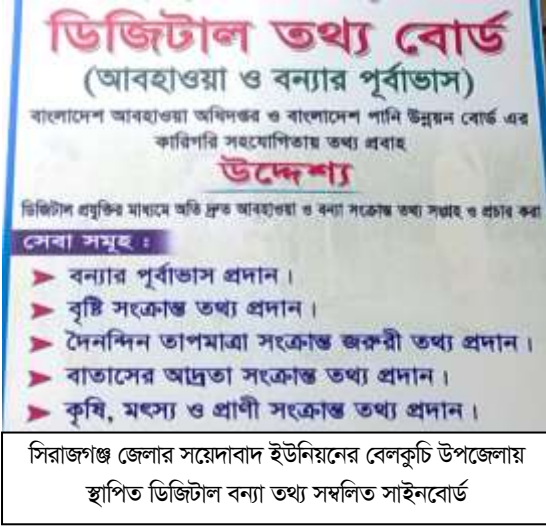 ডিজিটাল তথ্য বোর্ড
(আবহাওয়া ও বন্যার পূর্বাভাস)
বাংলাদেশ আবহাওয়া অধিদপ্তর ও বাংলাদেশ পানি উন্নয়ন বোর্ড এর
কারিগরি সহযোগিতায় তথ্য প্রবাহ
উদ্দেশ্য
ডিজিটাল প্রযুক্তির মাধ্যমে অতি দ্রুত আবহাওয়া ও বন্যা সংক্রান্ত তথ্য সংগ্রহ ও প্রচার করা
সেবা সমূহ :
বন্যার পূর্বাভাস প্রদান।
বৃষ্টি সংক্রান্ত তথ্য প্রদান।
দৈনন্দিন তাপমাত্রা সংক্রান্ত জরুরী তথ্য প্রদান।
বাতাসের আদ্রতা সংক্রান্ত তথ্য প্রদান।
কৃষি, মৎস্য ও প্রাণী সংক্রান্ত তথ্য প্রদান।
সিরাজগঞ্জ জেলার সয়েদাবাদ ইউনিয়নের বেলকুচি উপজেলায়
স্থাপিত ডিজিটাল বন্যা তথ্য সম্বলিত সাইনবোর্ড